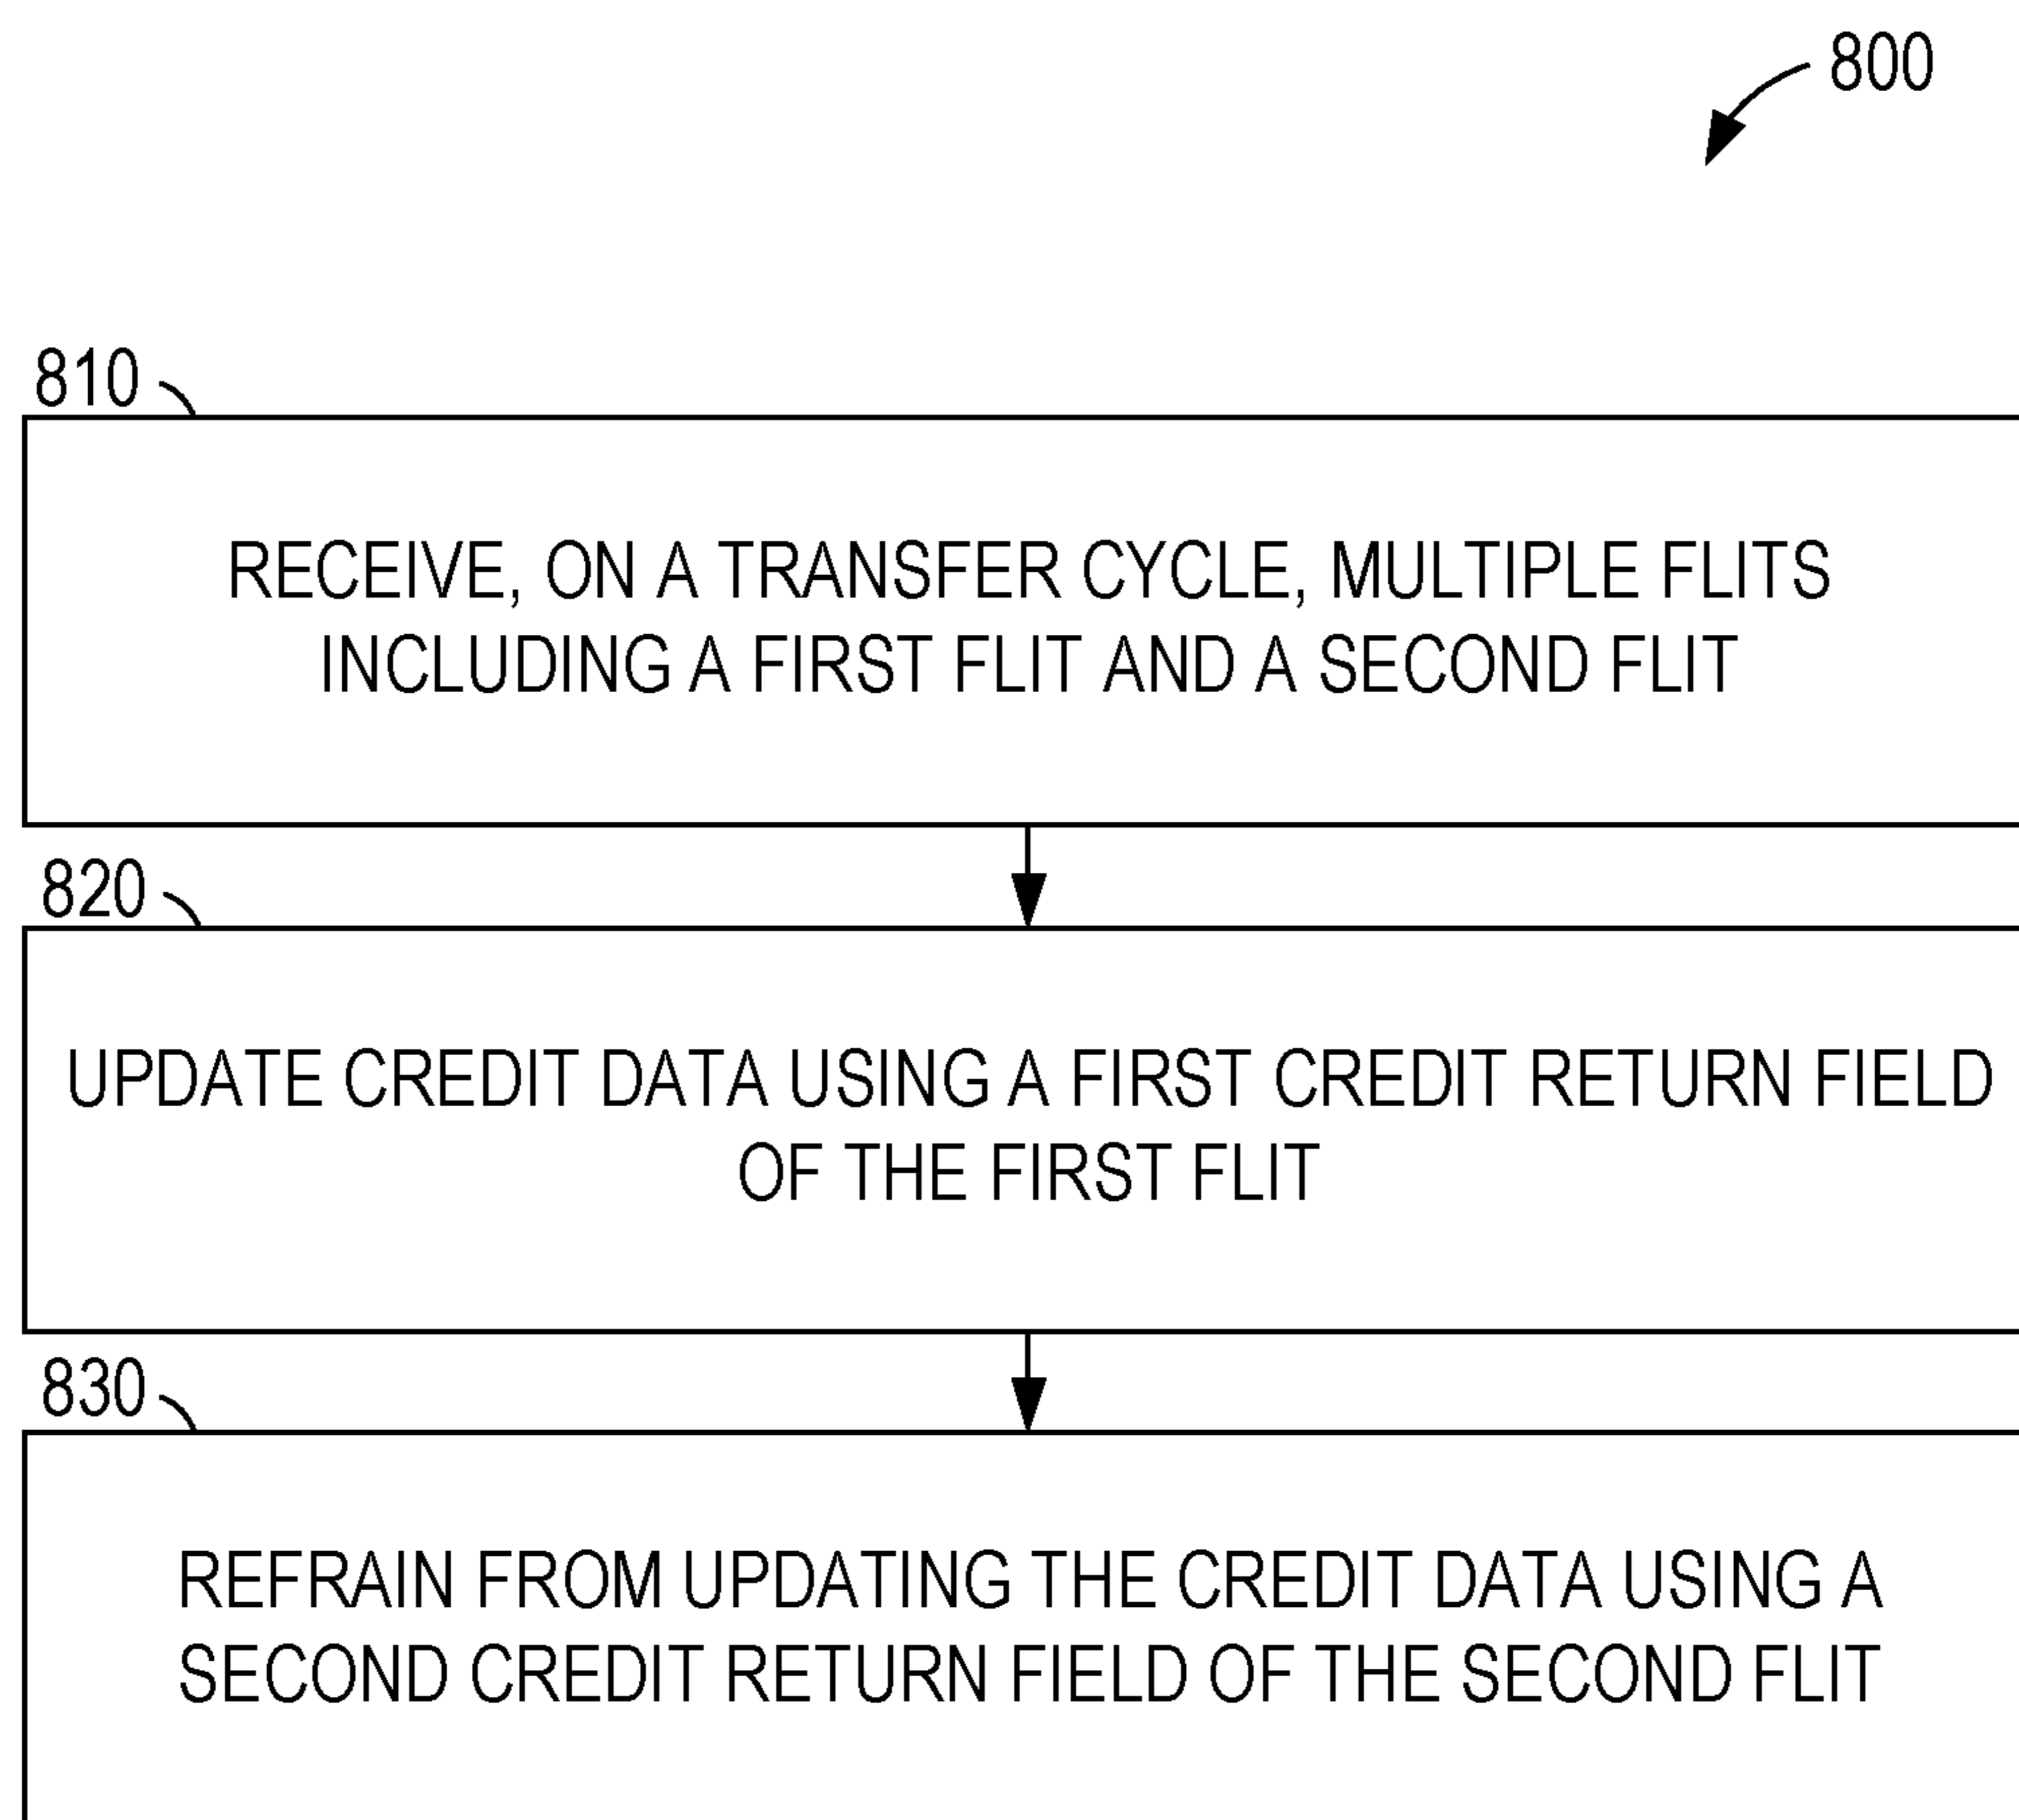 800
810
RECEIVE, ON A TRANSFER CYCLE, MULTIPLE FLITS
INCLUDING A FIRST FLIT AND A SECOND FLIT
820
UPDATE CREDIT DATA USING A FIRST CREDIT RETURN FIELD
OF THE FIRST FLIT
830
REFRAIN FROM UPDATING THE CREDIT DATA USING A
SECOND CREDIT RETURN FIELD OF THE SECOND FLIT